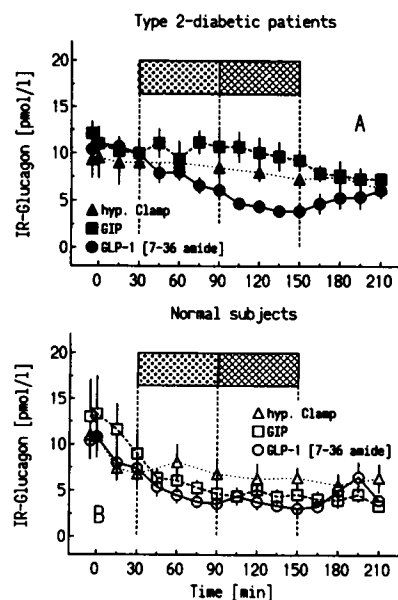 Type 2-diabetic patients
IR-Glucagon [pmol/l]
20
15
10
5
0
A
hyp. Clamp
GIP
GLP-1 [7-36 amide]
0 30 60 90 120 150 180 210
Normal subjects
IR-Glucagon [pmol/l]
20
15
10
5
0
B
hyp. Clamp
GIP
GLP-1 [7-36 amide]
0 30 60 90 120 150 180 210
Time [min]